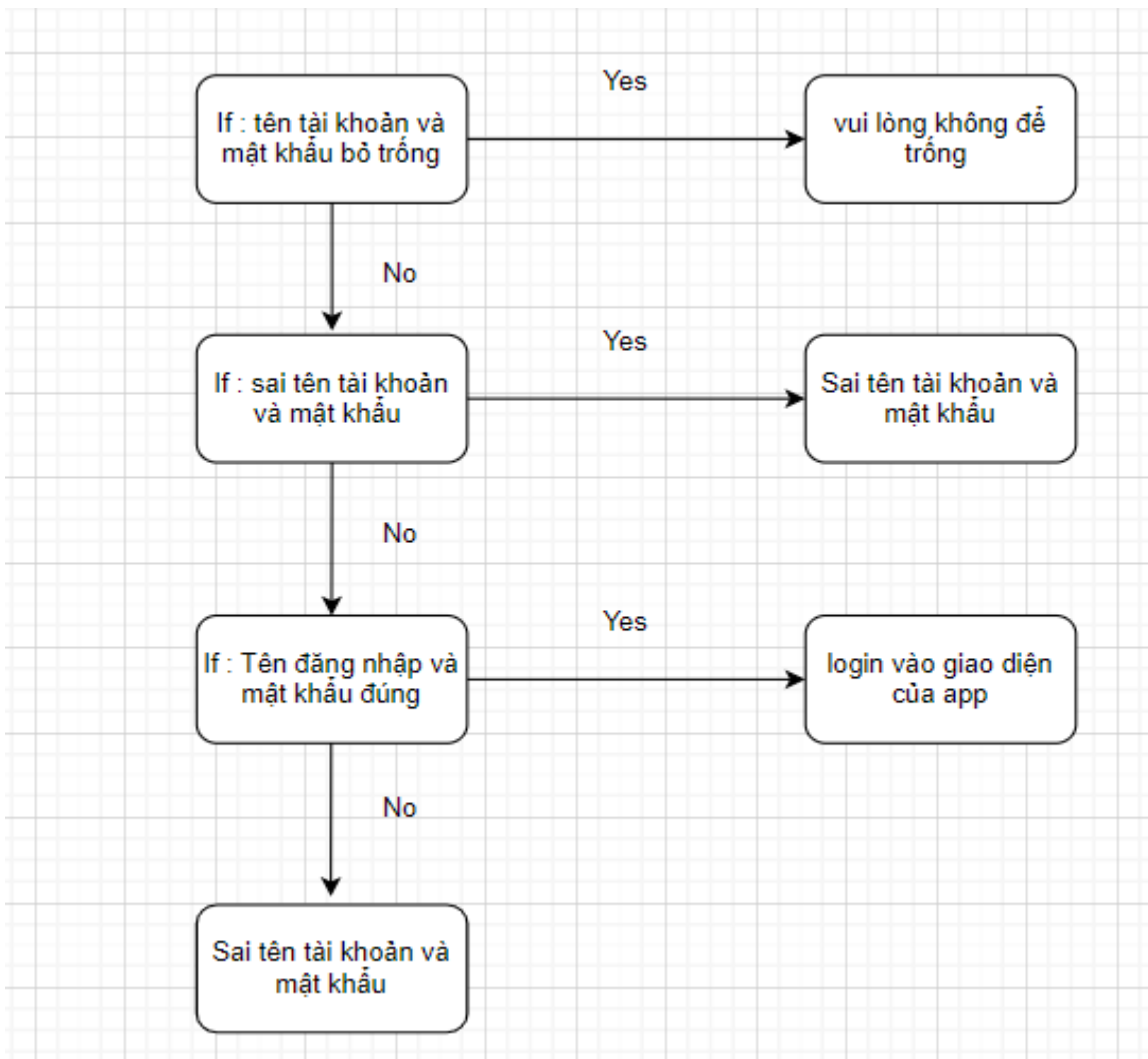 Yes
If : tên tài khoản và
mật khẩu bỏ trống
vui lòng không để
trống
No
Yes
If : sai tên tài khoản
và mật khẩu
Sai tên tài khoản và
mật khẩu
No
Yes
If : Tên đăng nhập và
mật khẩu đúng
login vào giao diện
của app
No
Sai tên tài khoản và
mật khẩu